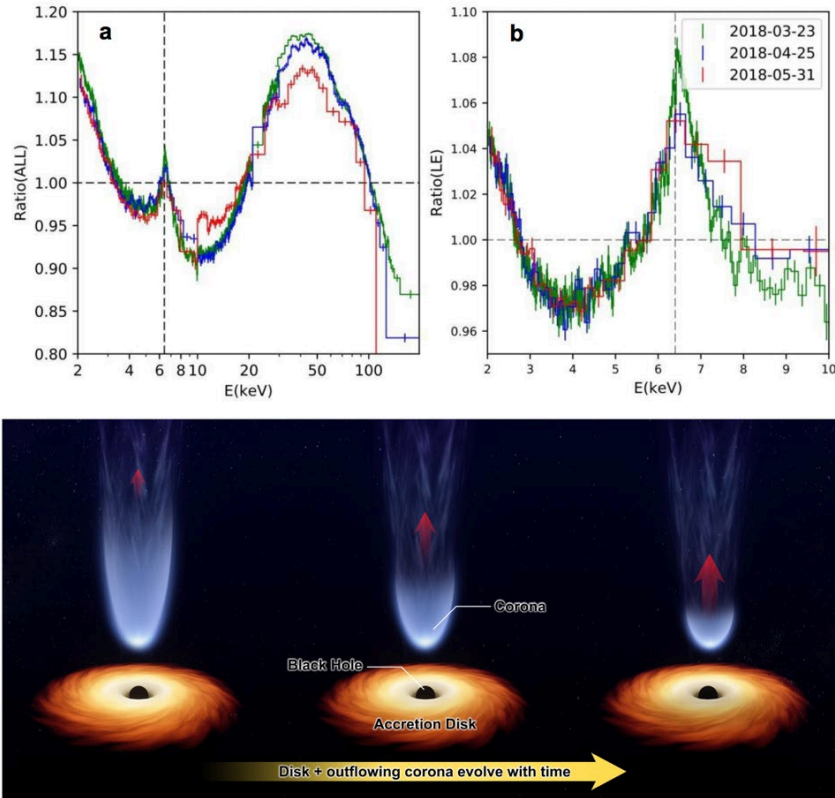 a
1.20
1.15
1.10
1.05
1.00
0.95
0.90
0.85
0.80
Ratio(ALL)
2 4 6 8 10 20 50 100
E(keV)
b
2018-03-23
2018-04-25
2018-05-31
1.10
1.08
1.06
1.04
1.02
1.00
0.98
0.96
Ratio(LE)
2 3 4 5 6 7 8 9 10
E(keV)
Corona
Black Hole
Accretion Disk
Disk + outflowing corona evolve with time